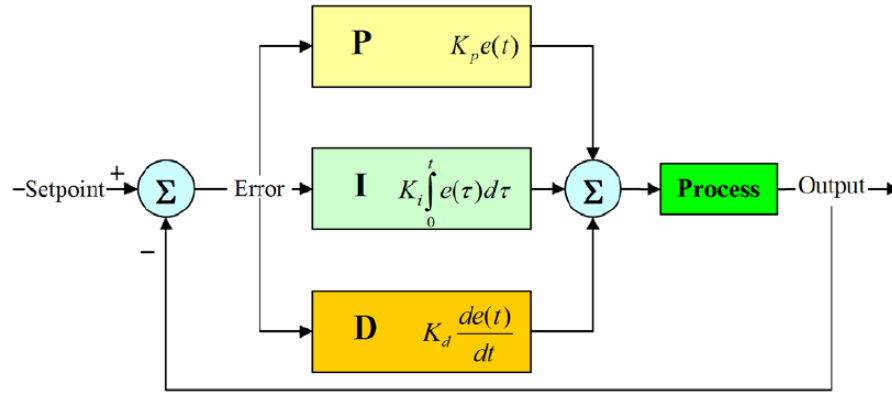 P K_p e(t)
Setpoint + Σ Error I K_i ∫_0^t e(τ)dτ Σ Process Output
−
D K_d de(t)/dt